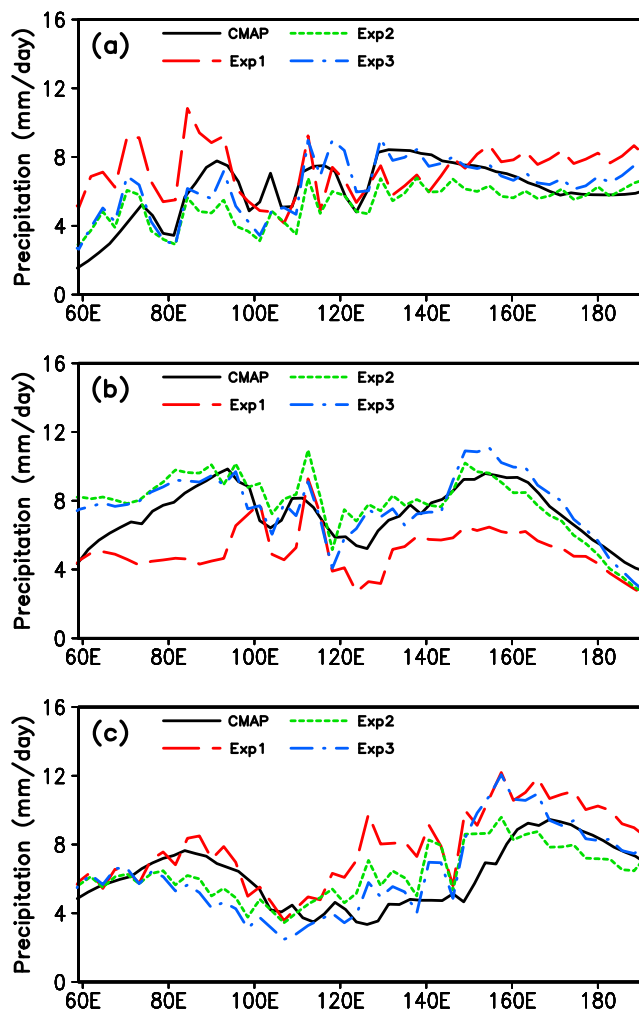 16
(a)
CMAP
Exp2
Exp1
Exp3
12
8
4
0
Precipitation (mm/day)
60E 80E 100E 120E 140E 160E 180
16
(b)
CMAP
Exp2
Exp1
Exp3
12
8
4
0
Precipitation (mm/day)
60E 80E 100E 120E 140E 160E 180
16
(c)
CMAP
Exp2
Exp1
Exp3
12
8
4
0
Precipitation (mm/day)
60E 80E 100E 120E 140E 160E 180